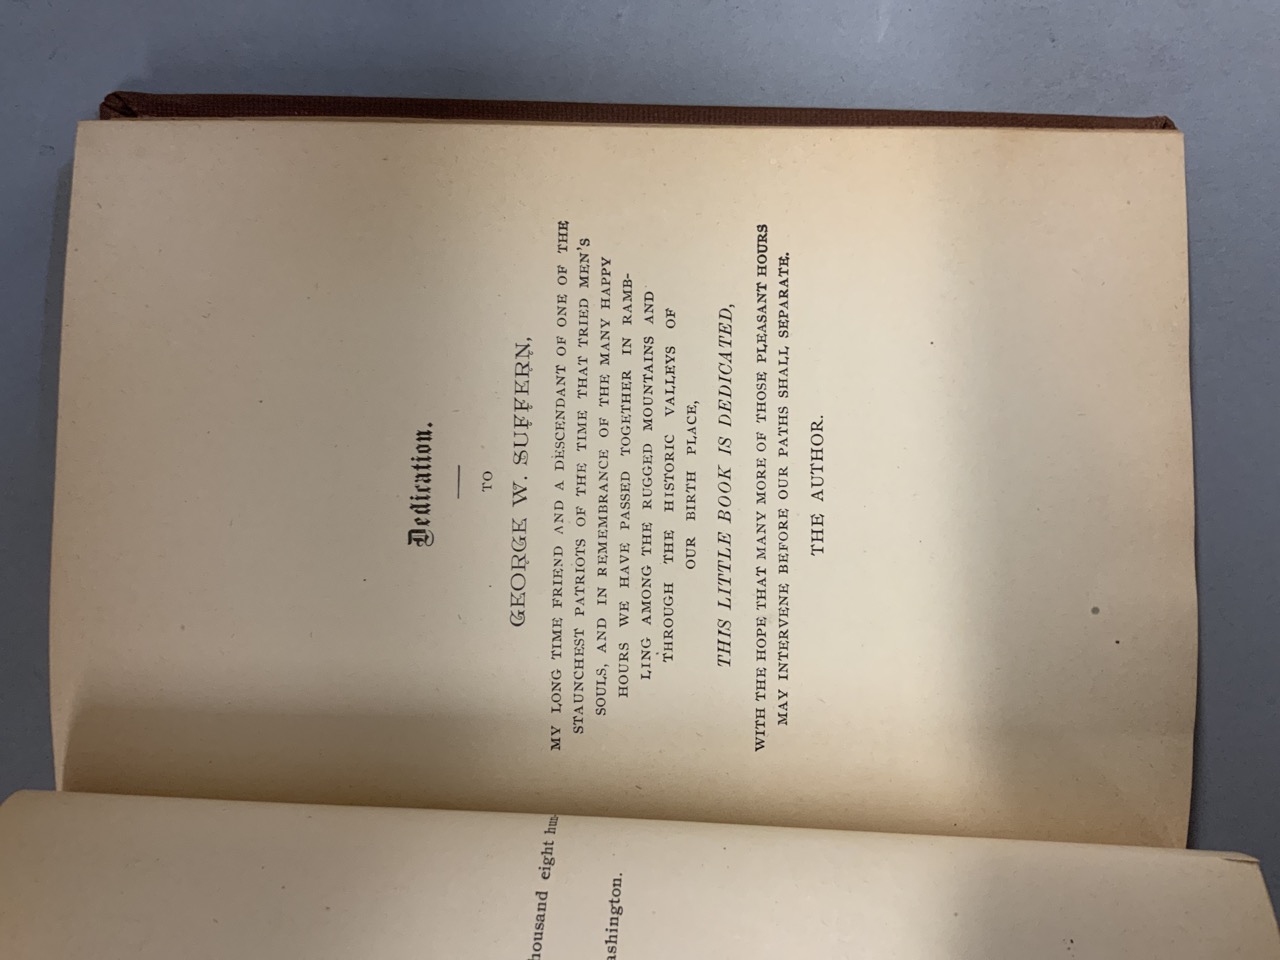 housand eight hun-
ashington.
Dedication.
TO
GEORGE W. SUFFERN,
MY LONG TIME FRIEND AND A DESCENDANT OF ONE OF THE
STAUNCHEST PATRIOTS OF THE TIME THAT TRIED MEN'S
SOULS, AND IN REMEMBRANCE OF THE MANY HAPPY
HOURS WE HAVE PASSED TOGETHER IN RAMB-
LING AMONG THE RUGGED MOUNTAINS AND
THROUGH THE HISTORIC VALLEYS OF
OUR BIRTH PLACE,
THIS LITTLE BOOK IS DEDICATED,
WITH THE HOPE THAT MANY MORE OF THOSE PLEASANT HOURS
MAY INTERVENE BEFORE OUR PATHS SHALL SEPARATE.
THE AUTHOR.